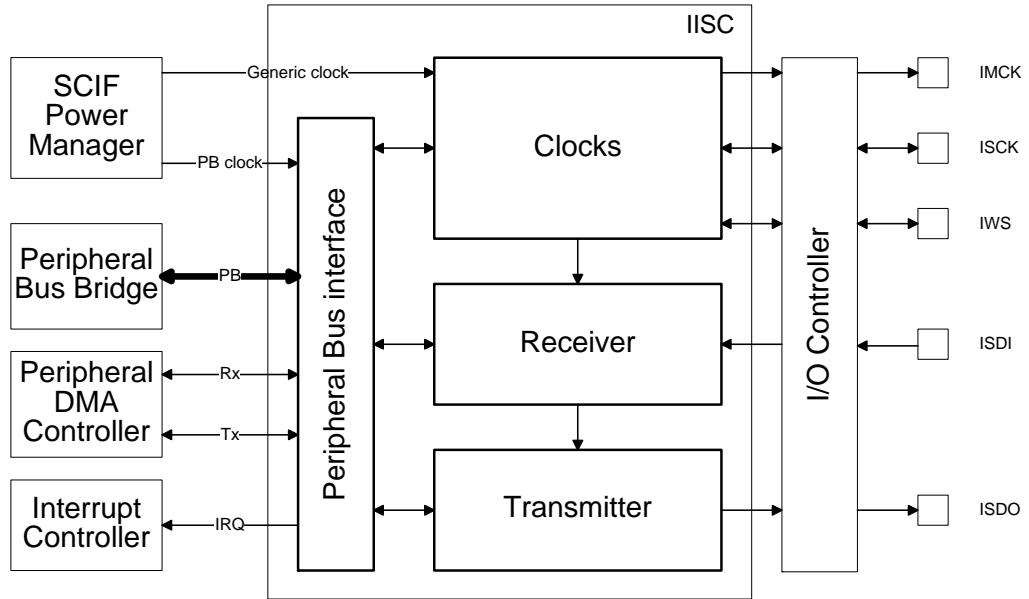 IISC
SCIF
Power
Manager
Generic clock
PB clock
Peripheral
Bus Bridge
PB
Peripheral
DMA
Controller
Rx
Tx
Interrupt
Controller
IRQ
Peripheral Bus interface
Clocks
Receiver
Transmitter
I/O Controller
IMCK
ISCK
IWS
ISDI
ISDO